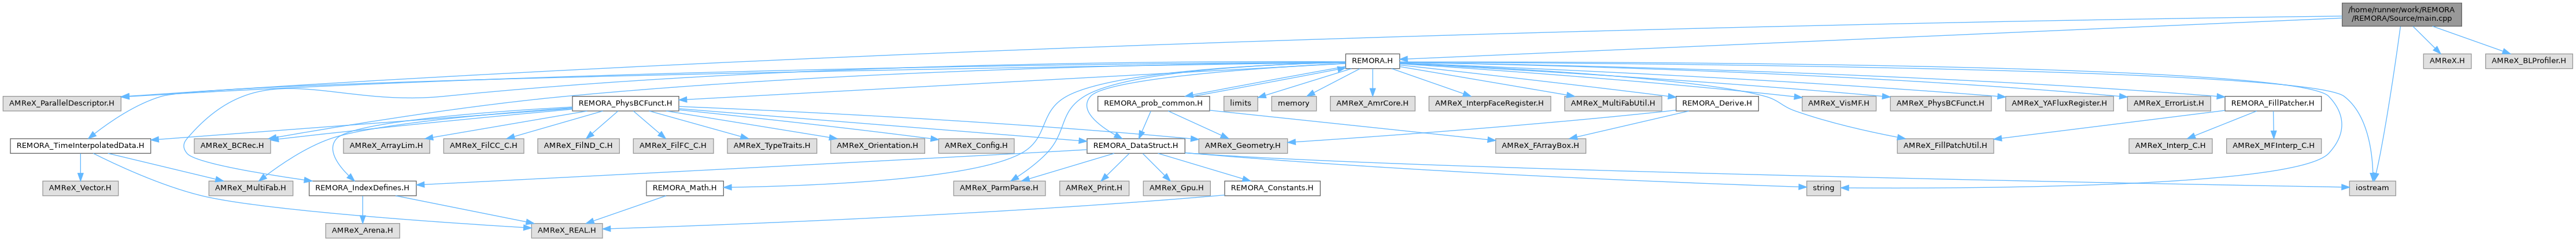 /home/runner/work/REMORA
/REMORA/Source/main.cpp
REMORA.H
AMReX.H
AMReX_BLProfiler.H
AMReX_ParallelDescriptor.H
REMORA_PhysBCFunct.H
REMORA_prob_common.H
limits
memory
AMReX_AmrCore.H
AMReX_InterpFaceRegister.H
AMReX_MultiFabUtil.H
REMORA_Derive.H
AMReX_VisMF.H
AMReX_PhysBCFunct.H
AMReX_YAFluxRegister.H
AMReX_ErrorList.H
REMORA_FillPatcher.H
REMORA_TimeInterpolatedData.H
AMReX_BCRec.H
AMReX_ArrayLim.H
AMReX_FilCC_C.H
AMReX_FilND_C.H
AMReX_FilFC_C.H
AMReX_TypeTraits.H
AMReX_Orientation.H
AMReX_Config.H
REMORA_DataStruct.H
AMReX_Geometry.H
AMReX_FArrayBox.H
AMReX_FillPatchUtil.H
AMReX_Interp_C.H
AMReX_MFInterp_C.H
AMReX_Vector.H
AMReX_MultiFab.H
REMORA_IndexDefines.H
REMORA_Math.H
AMReX_ParmParse.H
AMReX_Print.H
AMReX_Gpu.H
REMORA_Constants.H
string
iostream
AMReX_Arena.H
AMReX_REAL.H